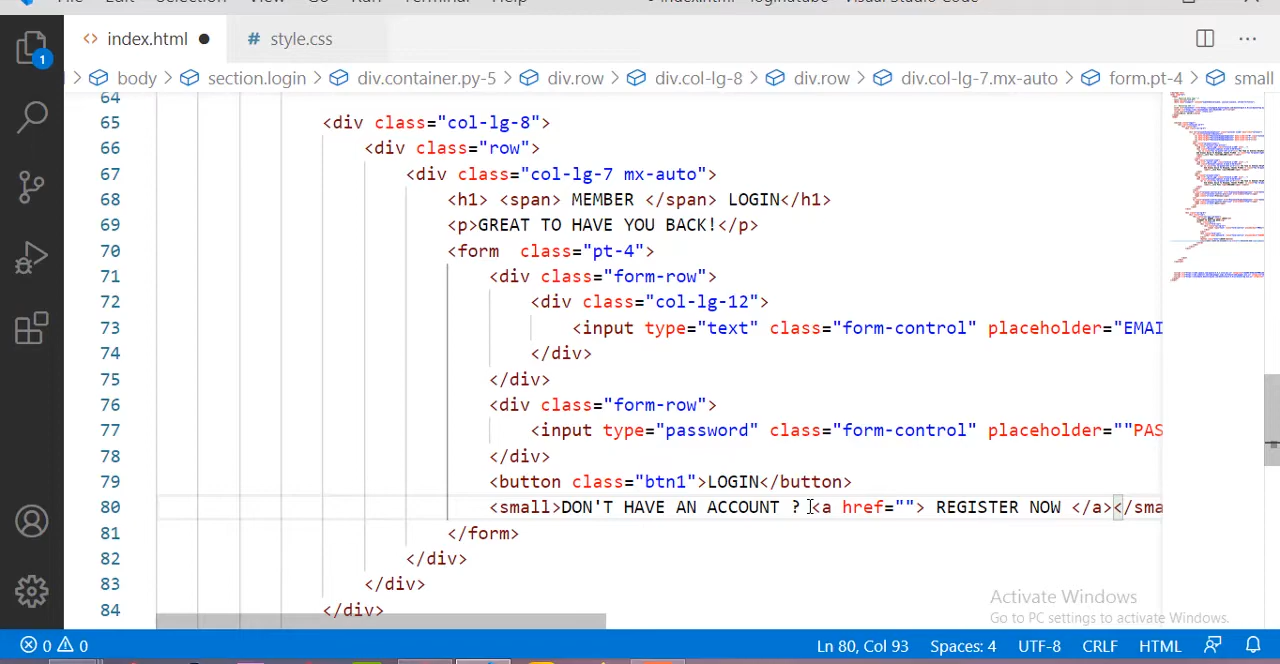 File Edit Selection View Go Run Terminal Help
index.html
style.css
body > section.login > div.container.py-5 > div.row > div.col-lg-8 > div.row > div.col-lg-7.mx-auto > form.pt-4 > small
1
64
65 <div class="col-lg-8">
66 <div class="row">
67 <div class="col-lg-7 mx-auto">
68 <h1> <span> MEMBER </span> LOGIN</h1>
69 <p>GREAT TO HAVE YOU BACK!</p>
70 <form class="pt-4">
71 <div class="form-row">
72 <div class="col-lg-12">
73 <input type="text" class="form-control" placeholder="EMAI
74 </div>
75 </div>
76 <div class="form-row">
77 <input type="password" class="form-control" placeholder=""PAS
78 </div>
79 <button class="btn1">LOGIN</button>
80 <small>DON'T HAVE AN ACCOUNT ? <a href=""> REGISTER NOW </a></sma
81 </form>
82 </div>
83 </div>
84 </div>
Activate Windows
Go to PC settings to activate Windows.
0 0 Ln 80, Col 93 Spaces: 4 UTF-8 CRLF HTML